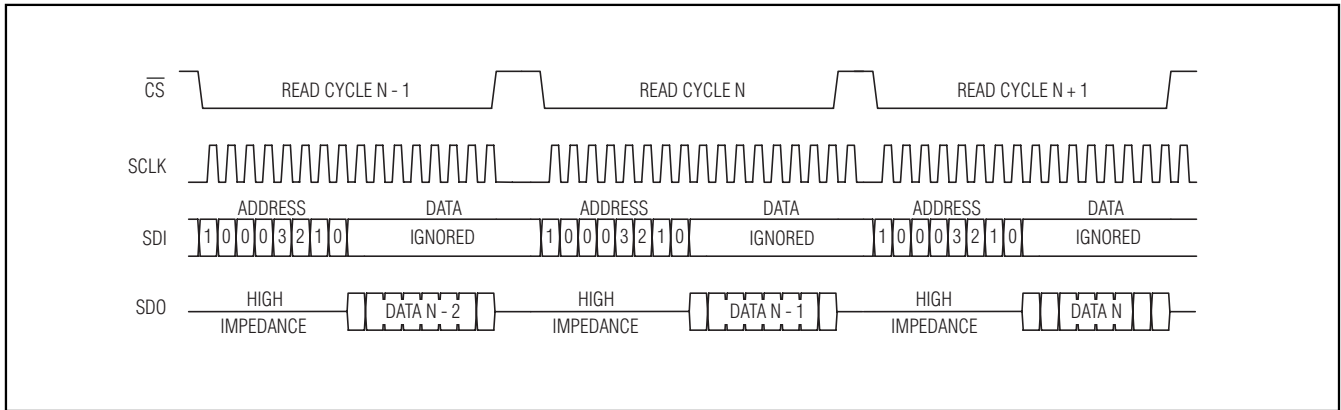 CS READ CYCLE N - 1 READ CYCLE N READ CYCLE N + 1
SCLK
ADDRESS DATA ADDRESS DATA ADDRESS DATA
SDI 1 0 0 0 3 2 1 0 IGNORED 1 0 0 0 3 2 1 0 IGNORED 1 0 0 0 3 2 1 0 IGNORED
SDO HIGH IMPEDANCE DATA N - 2 HIGH IMPEDANCE DATA N - 1 HIGH IMPEDANCE DATA N